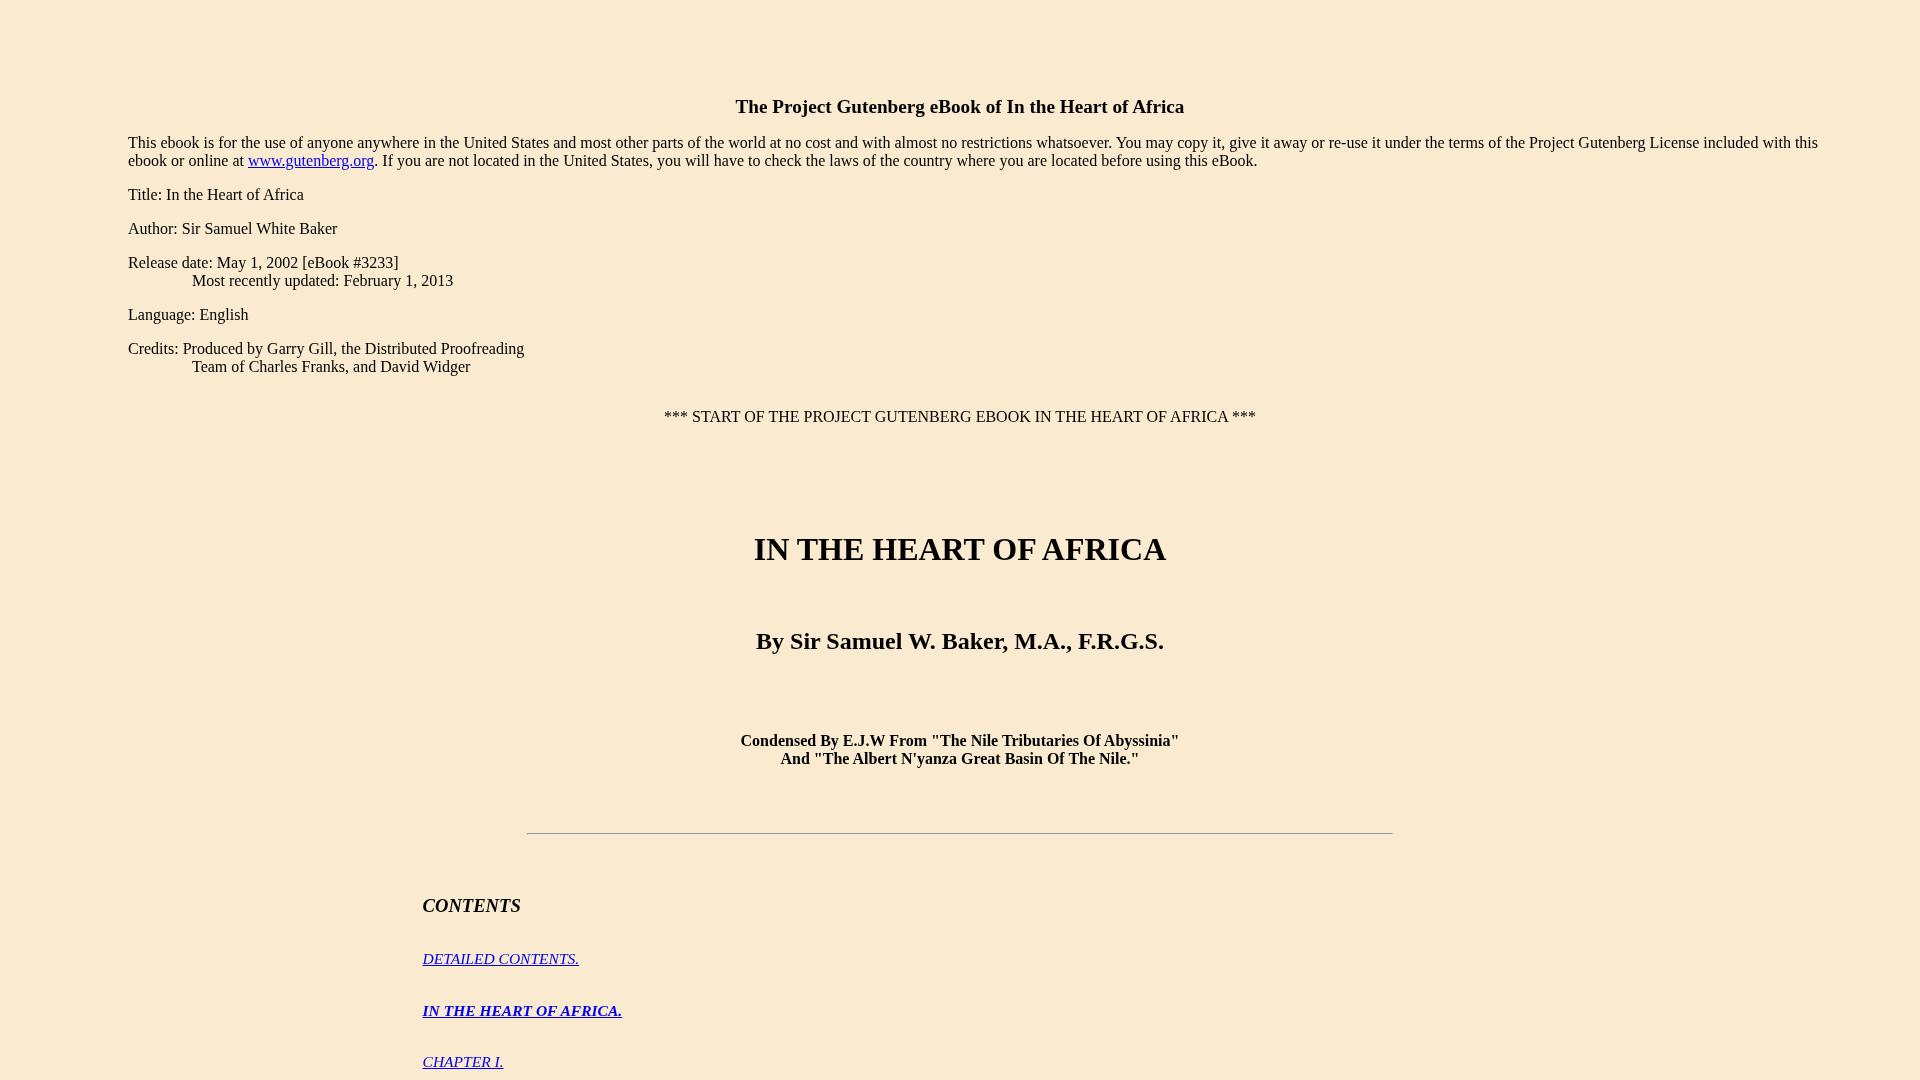 The Project Gutenberg eBook of In the Heart of Africa
This ebook is for the use of anyone anywhere in the United States and most other parts of the world at no cost and with almost no restrictions whatsoever. You may copy it, give it away or re-use it under the terms of the Project Gutenberg License included with this
ebook or online at www.gutenberg.org. If you are not located in the United States, you will have to check the laws of the country where you are located before using this eBook.
Title: In the Heart of Africa
Author: Sir Samuel White Baker
Release date: May 1, 2002 [eBook #3233]
Most recently updated: February 1, 2013
Language: English
Credits: Produced by Garry Gill, the Distributed Proofreading
Team of Charles Franks, and David Widger
*** START OF THE PROJECT GUTENBERG EBOOK IN THE HEART OF AFRICA ***
IN THE HEART OF AFRICA
By Sir Samuel W. Baker, M.A., F.R.G.S.
Condensed By E.J.W From "The Nile Tributaries Of Abyssinia"
And "The Albert N'yanza Great Basin Of The Nile."
CONTENTS
DETAILED CONTENTS.
IN THE HEART OF AFRICA.
CHAPTER I.